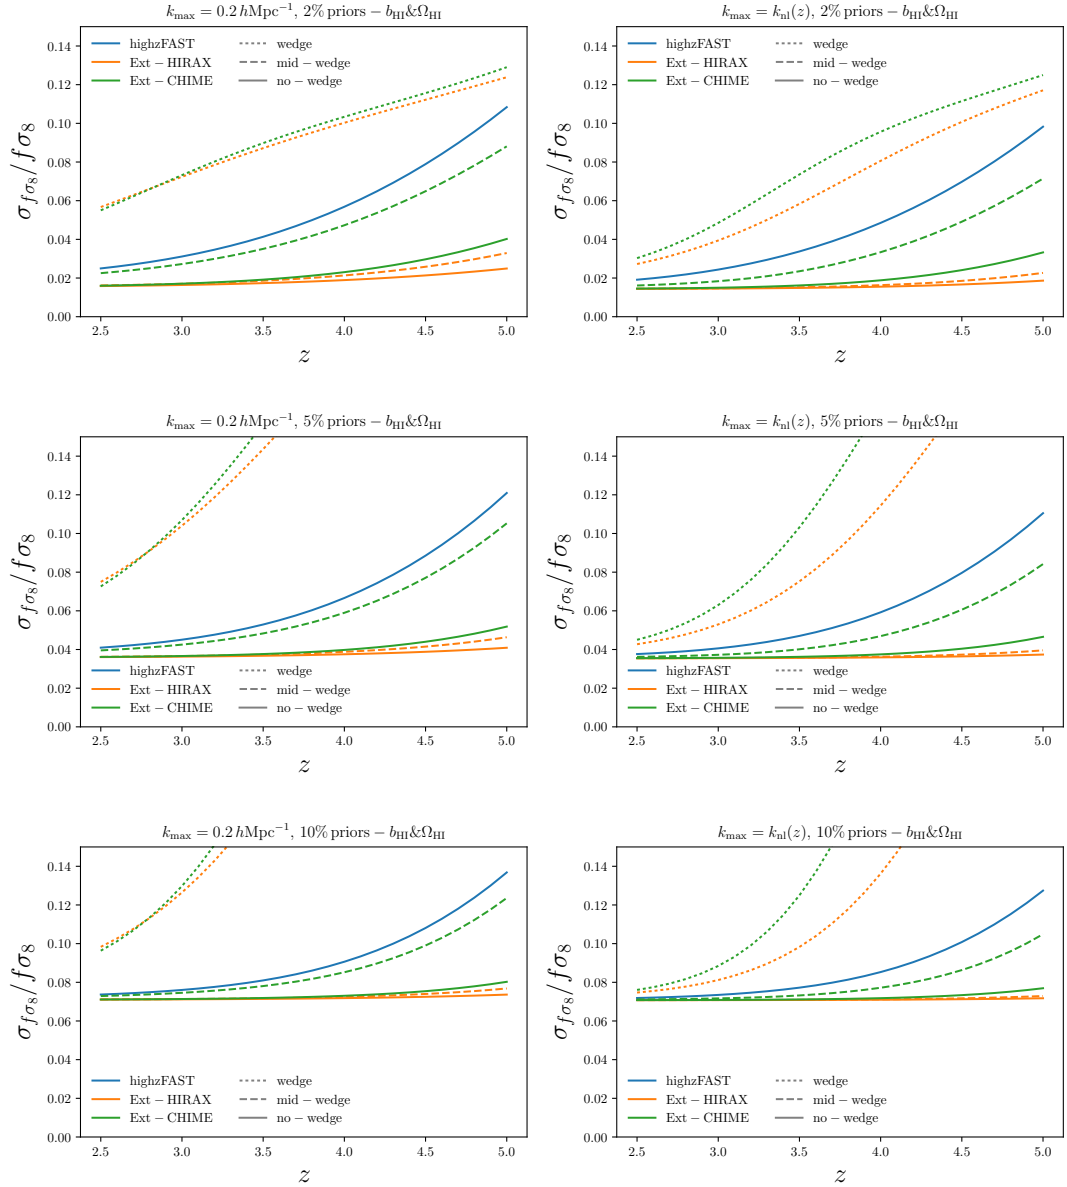 k_max = 0.2 hMpc⁻¹, 2% priors − b_HI&Ω_HI
0.14
0.12
0.10
0.08
0.06
0.04
0.02
0.00
σ_fσ₈/fσ₈
highzFAST
Ext − HIRAX
Ext − CHIME
wedge
mid − wedge
no − wedge
2.5 3.0 3.5 4.0 4.5 5.0
z
k_max = k_nl(z), 2% priors − b_HI&Ω_HI
0.14
0.12
0.10
0.08
0.06
0.04
0.02
0.00
σ_fσ₈/fσ₈
highzFAST
Ext − HIRAX
Ext − CHIME
wedge
mid − wedge
no − wedge
2.5 3.0 3.5 4.0 4.5 5.0
z
k_max = 0.2 hMpc⁻¹, 5% priors − b_HI&Ω_HI
0.14
0.12
0.10
0.08
0.06
0.04
0.02
0.00
σ_fσ₈/fσ₈
highzFAST
Ext − HIRAX
Ext − CHIME
wedge
mid − wedge
no − wedge
2.5 3.0 3.5 4.0 4.5 5.0
z
k_max = k_nl(z), 5% priors − b_HI&Ω_HI
0.14
0.12
0.10
0.08
0.06
0.04
0.02
0.00
σ_fσ₈/fσ₈
highzFAST
Ext − HIRAX
Ext − CHIME
wedge
mid − wedge
no − wedge
2.5 3.0 3.5 4.0 4.5 5.0
z
k_max = 0.2 hMpc⁻¹, 10% priors − b_HI&Ω_HI
0.14
0.12
0.10
0.08
0.06
0.04
0.02
0.00
σ_fσ₈/fσ₈
highzFAST
Ext − HIRAX
Ext − CHIME
wedge
mid − wedge
no − wedge
2.5 3.0 3.5 4.0 4.5 5.0
z
k_max = k_nl(z), 10% priors − b_HI&Ω_HI
0.14
0.12
0.10
0.08
0.06
0.04
0.02
0.00
σ_fσ₈/fσ₈
highzFAST
Ext − HIRAX
Ext − CHIME
wedge
mid − wedge
no − wedge
2.5 3.0 3.5 4.0 4.5 5.0
z